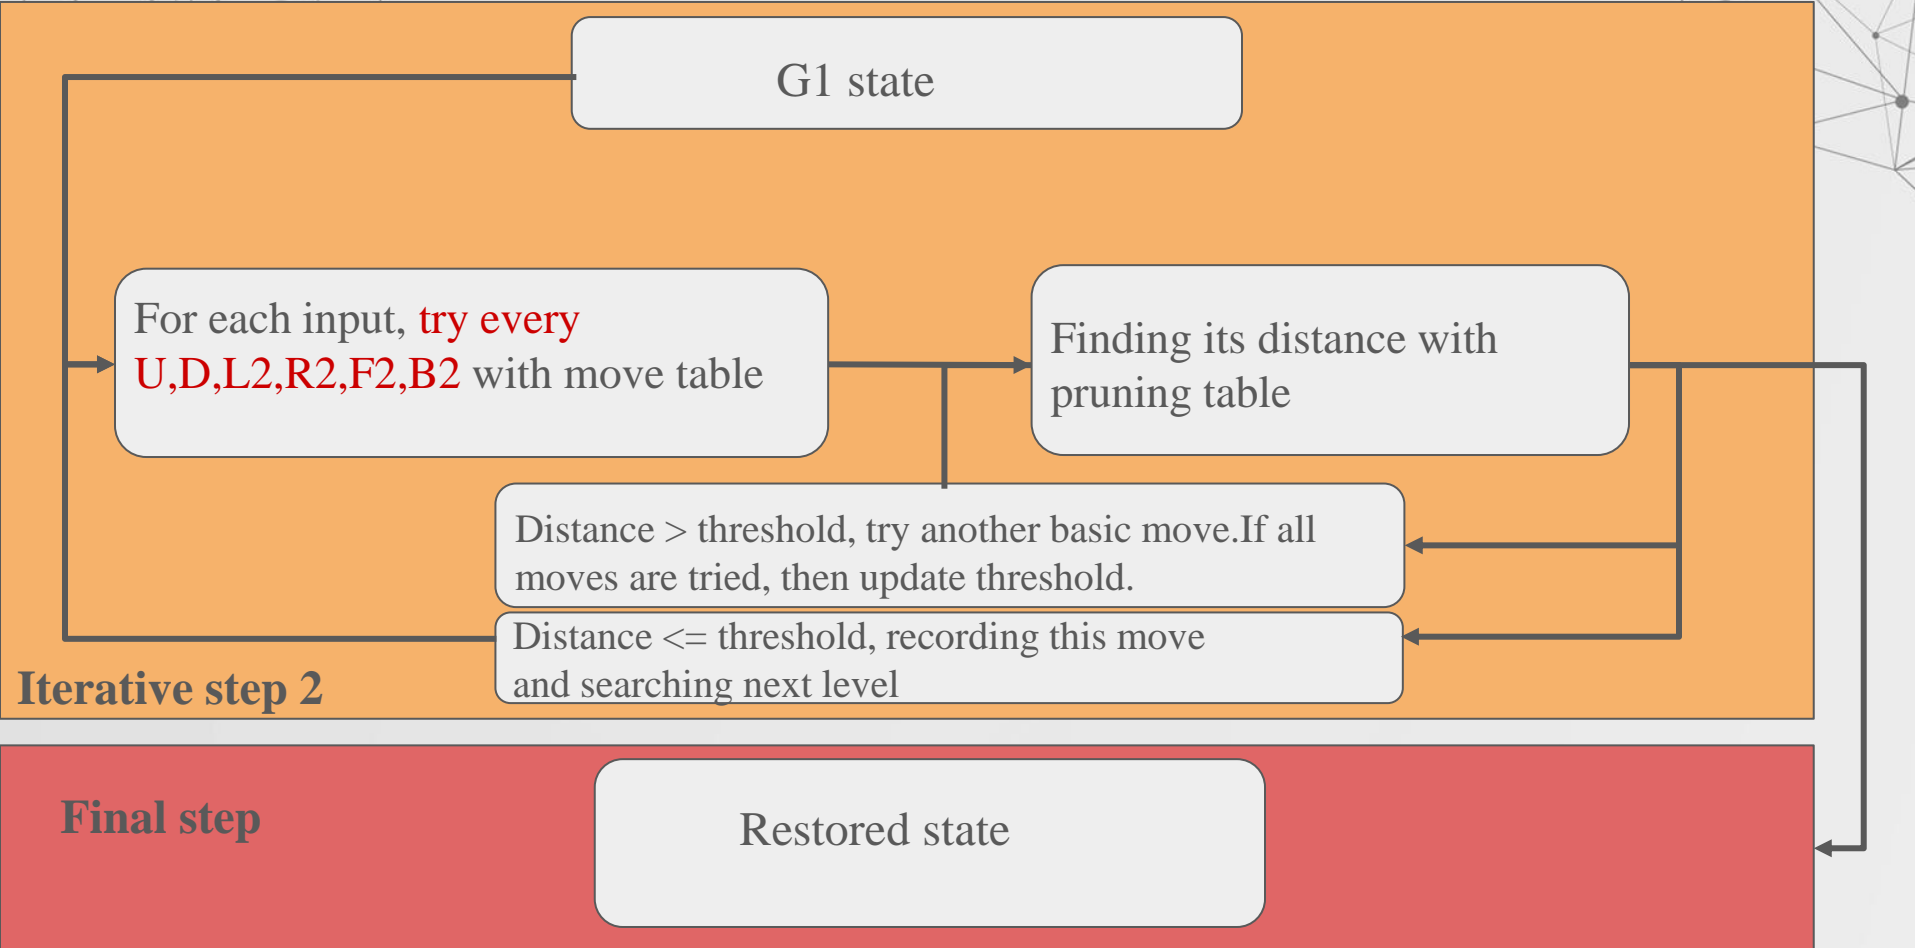 G1 state
For each input, try every
U,D,L2,R2,F2,B2 with move table
Finding its distance with
pruning table
Distance > threshold, try another basic move.If all
moves are tried, then update threshold.
Distance <= threshold, recording this move
and searching next level
Iterative step 2
Final step
Restored state